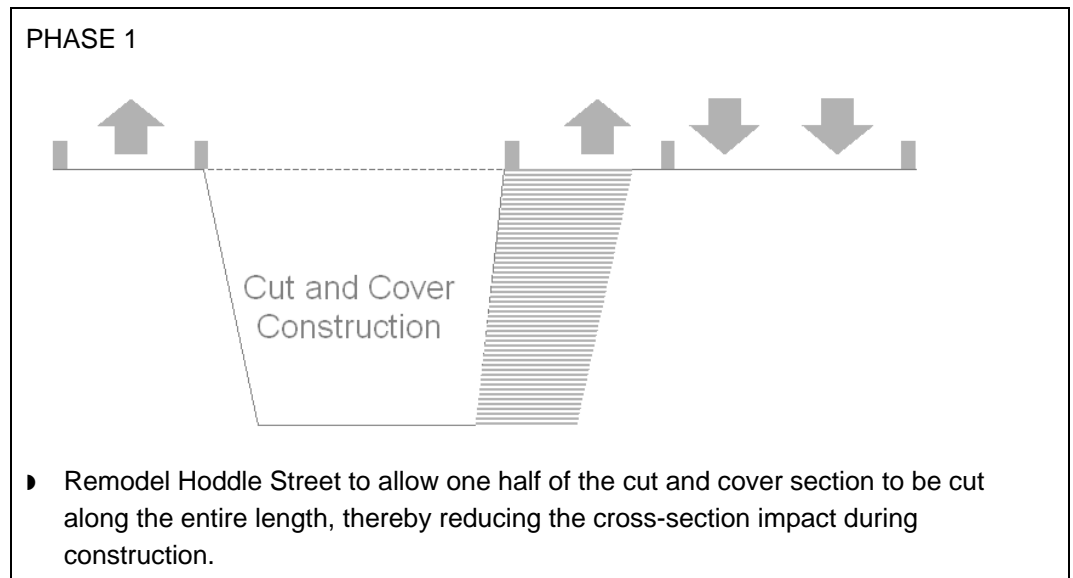 PHASE 1
Cut and Cover
Construction
◗ Remodel Hoddle Street to allow one half of the cut and cover section to be cut
along the entire length, thereby reducing the cross-section impact during
construction.